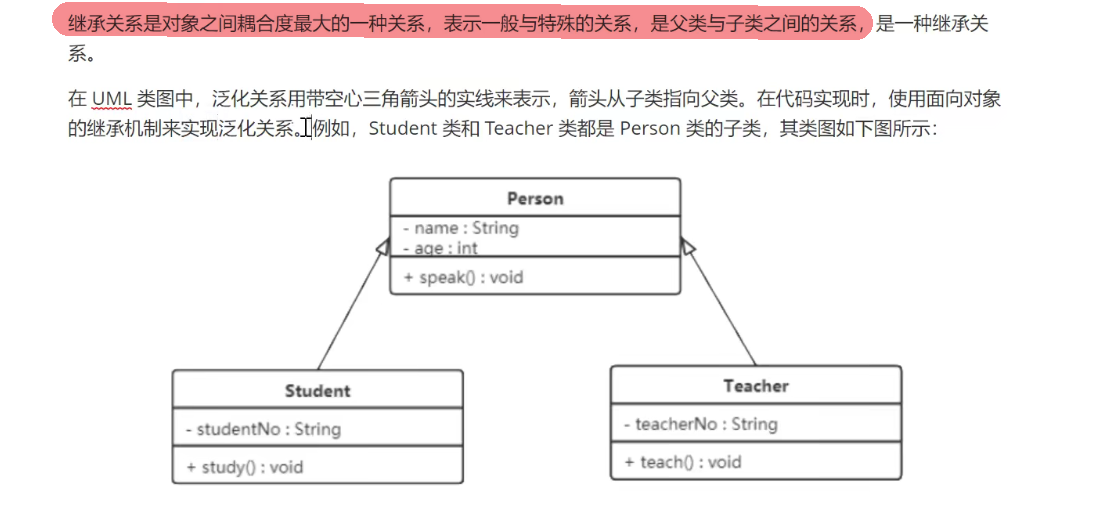 继承关系是对象之间耦合度最大的一种关系，表示一般与特殊的关系，是父类与子类之间的关系，是一种继承关
系。
在 UML 类图中，泛化关系用带空心三角箭头的实线来表示，箭头从子类指向父类。在代码实现时，使用面向对象
的继承机制来实现泛化关系。例如，Student 类和 Teacher 类都是 Person 类的子类，其类图如下图所示：
Person
- name : String
- age : int
+ speak() : void
Student
- studentNo : String
+ study() : void
Teacher
- teacherNo : String
+ teach() : void